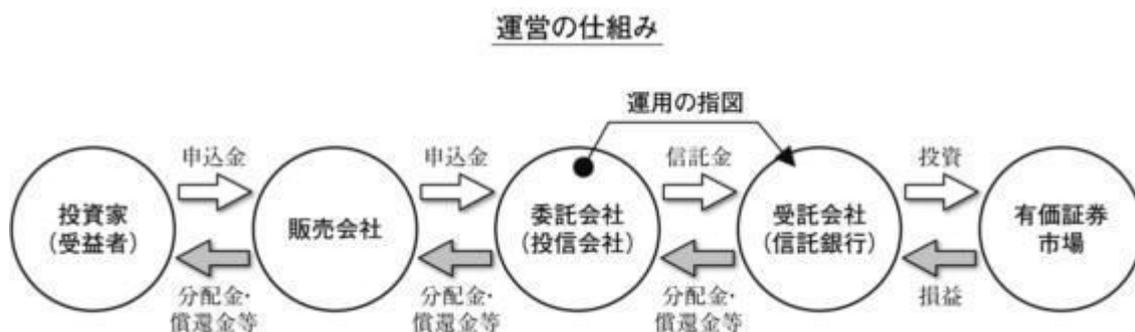 運営の仕組み
運用の指図
申込金
申込金
信託金
投資
投資家
(受益者)
販売会社
委託会社
(投信会社)
受託会社
(信託銀行)
有価証券
市場
分配金・
償還金等
分配金・
償還金等
分配金・
償還金等
損益